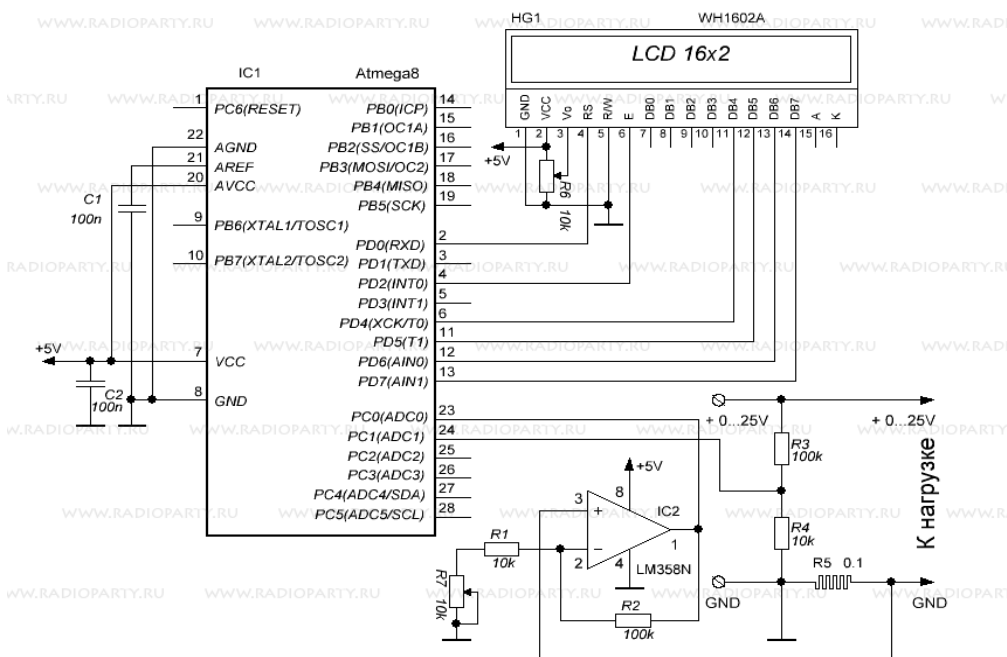 WWW.RADIOPARTY.RU
HG1
WH1602A
LCD 16x2
GND
VCC
Vo
RS
R/W
E
DB0
DB1
DB2
DB3
DB4
DB5
DB6
DB7
A
K
1
2
3
4
5
6
7
8
9
10
11
12
13
14
15
16
+5V
R6
10k
IC1
Atmega8
1 PC6(RESET)
22 AGND
21 AREF
20 AVCC
9 PB6(XTAL1/TOSC1)
10 PB7(XTAL2/TOSC2)
7 VCC
8 GND
PB0(ICP) 14
PB1(OC1A) 15
PB2(SS/OC1B) 16
PB3(MOSI/OC2) 17
PB4(MISO) 18
PB5(SCK) 19
PD0(RXD) 2
PD1(TXD) 3
PD2(INT0) 4
PD3(INT1) 5
PD4(XCK/T0) 6
PD5(T1) 11
PD6(AIN0) 12
PD7(AIN1) 13
PC0(ADC0) 23
PC1(ADC1) 24
PC2(ADC2) 25
PC3(ADC3) 26
PC4(ADC4/SDA) 27
PC5(ADC5/SCL) 28
C1
100n
+5V
C2
100n
+ 0...25V
+ 0...25V
R3
100k
R4
10k
R5 0.1
К нагрузке
GND
GND
+5V
3
8
+
IC2
1
−
2
4
LM358N
R1
10k
R7
10k
R2
100k